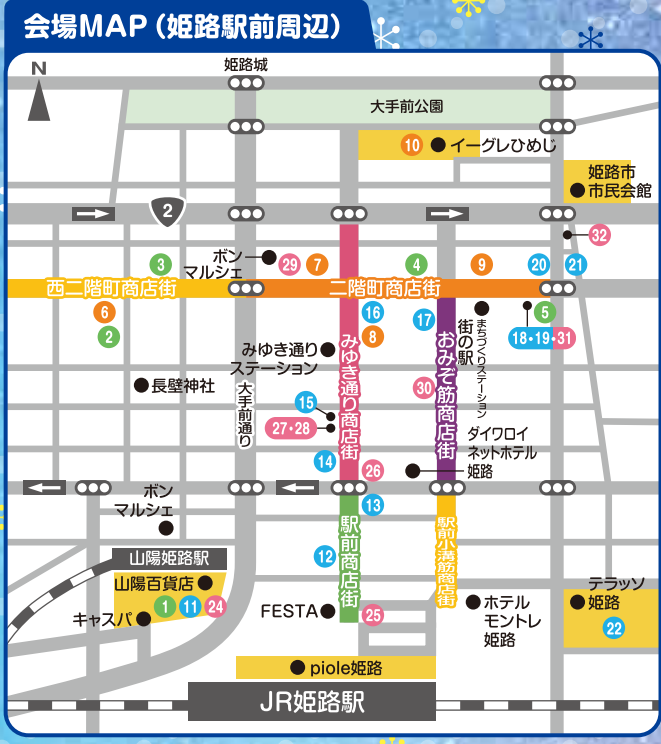 会場MAP（姫路駅前周辺）
N
姫路城
大手前公園
10
イーグレひめじ
姫路市
市民会館
2
32
3
ボン
マルシェ
29
7
4
9
20
21
西二階町商店街
二階町商店街
6
2
16
8
17
街の駅
まちづくりステーション
5
18・19・31
みゆき通り
ステーション
みゆき通り商店街
おみぞ筋商店街
長壁神社
大手前通り
30
15
27・28
ダイワロイ
ネットホテル
姫路
14
26
ボン
マルシェ
13
駅前商店街
駅前小溝筋商店街
山陽姫路駅
12
山陽百貨店
1
11
24
キャスパ
FESTA
25
ホテル
モントレ
姫路
テラッソ
姫路
22
piole姫路
JR姫路駅